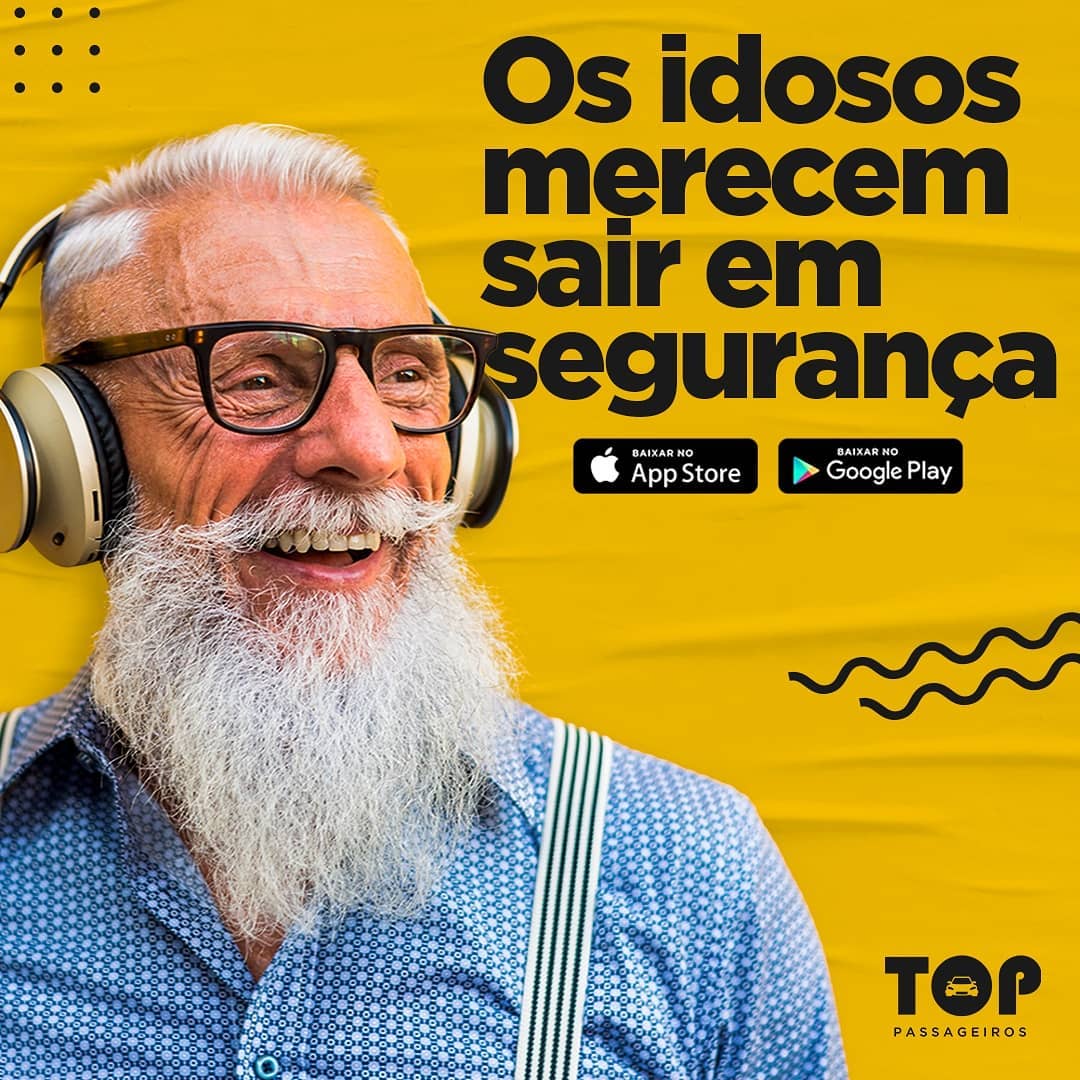 Os idosos
merecem
sair em
segurança
BAIXAR NO
App Store
BAIXAR NO
Google Play
TOP
PASSAGEIROS